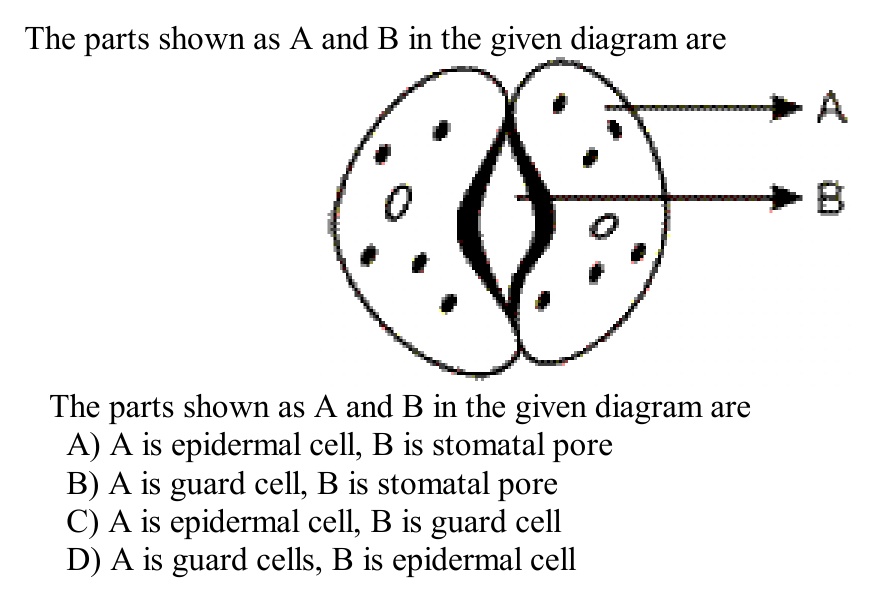 The parts shown as A and B in the given diagram are
A
B
The parts shown as A and B in the given diagram are
A) A is epidermal cell, B is stomatal pore
B) A is guard cell, B is stomatal pore
C) A is epidermal cell, B is guard cell
D) A is guard cells, B is epidermal cell